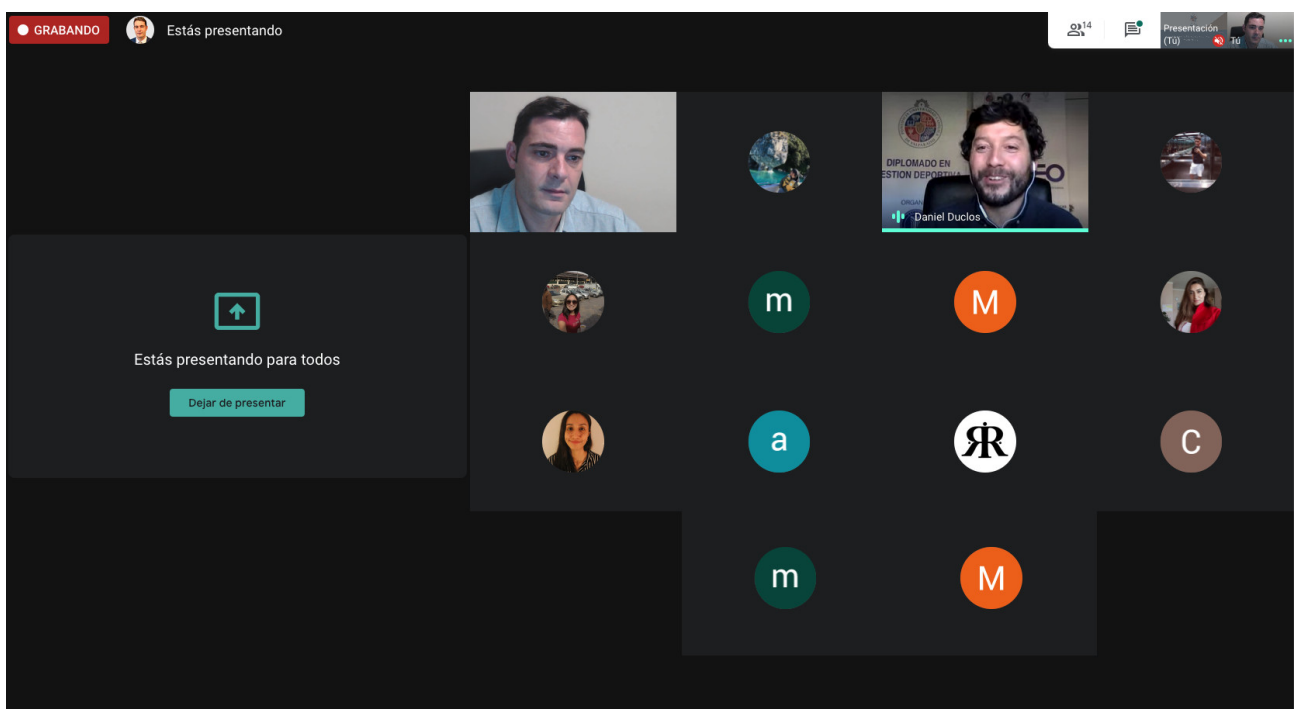 GRABANDO
Estás presentando
14
Presentación
(Tú)
Tú
DIPLOMADO EN
ESTION DEPORTIVA
Daniel Duclos
Estás presentando para todos
Dejar de presentar
m
M
a
C
m
M